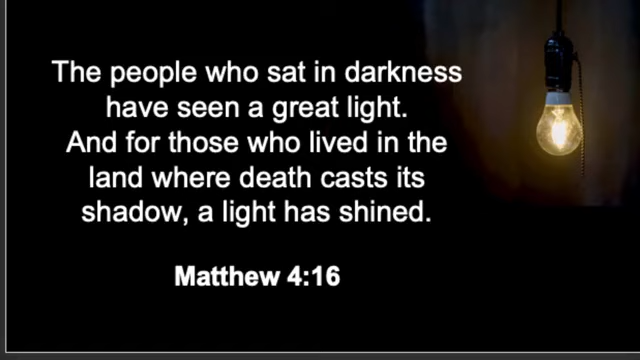 The people who sat in darkness
have seen a great light.
And for those who lived in the
land where death casts its
shadow, a light has shined.
Matthew 4:16